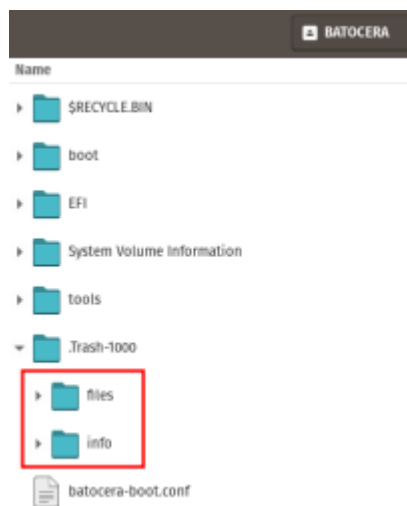 BATOCERA
Name
$RECYCLE.BIN
boot
EFI
System Volume Information
tools
.Trash-1000
files
info
batocera-boot.conf